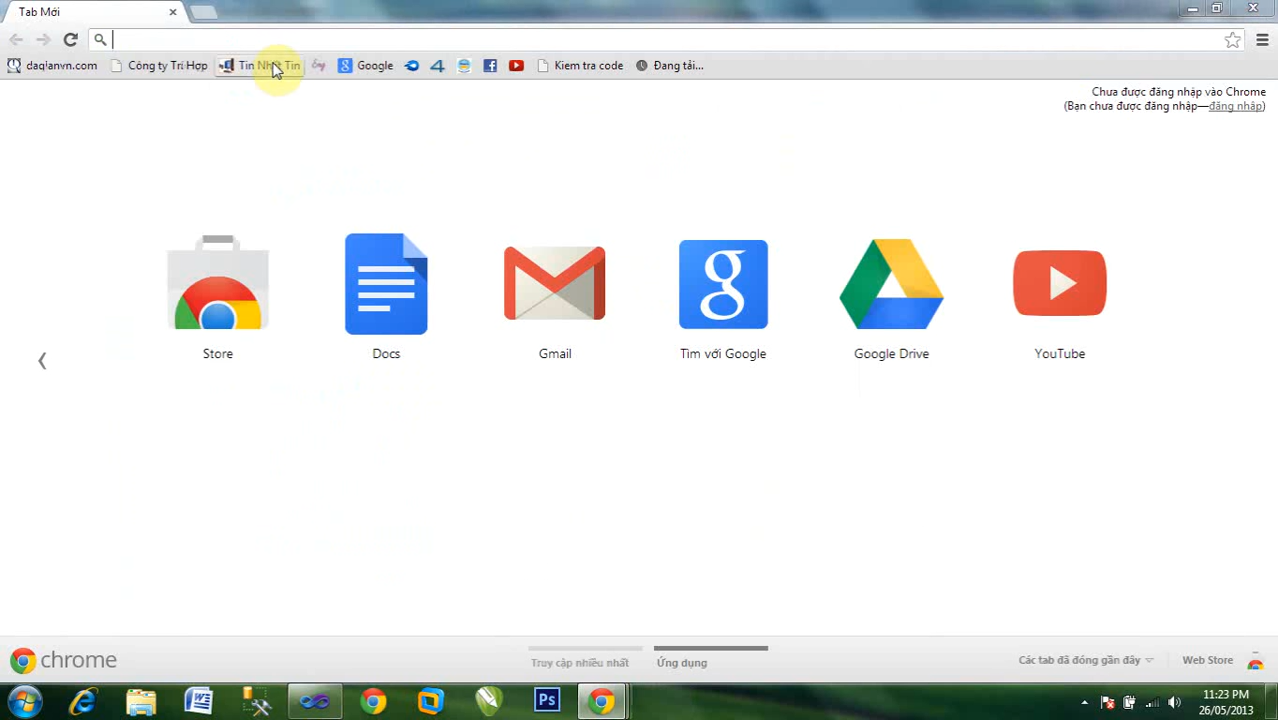 Tab Mới
daqianvn.com Công ty Trí Hợp Tin Nhất Tin Google Kiem tra code Đang tải...
Chưa được đăng nhập vào Chrome
(Bạn chưa được đăng nhập—đăng nhập)
Store Docs Gmail Tìm với Google Google Drive YouTube
chrome Truy cập nhiều nhất Ứng dụng Các tab đã đóng gần đây Web Store
Ps 11:23 PM
26/05/2013